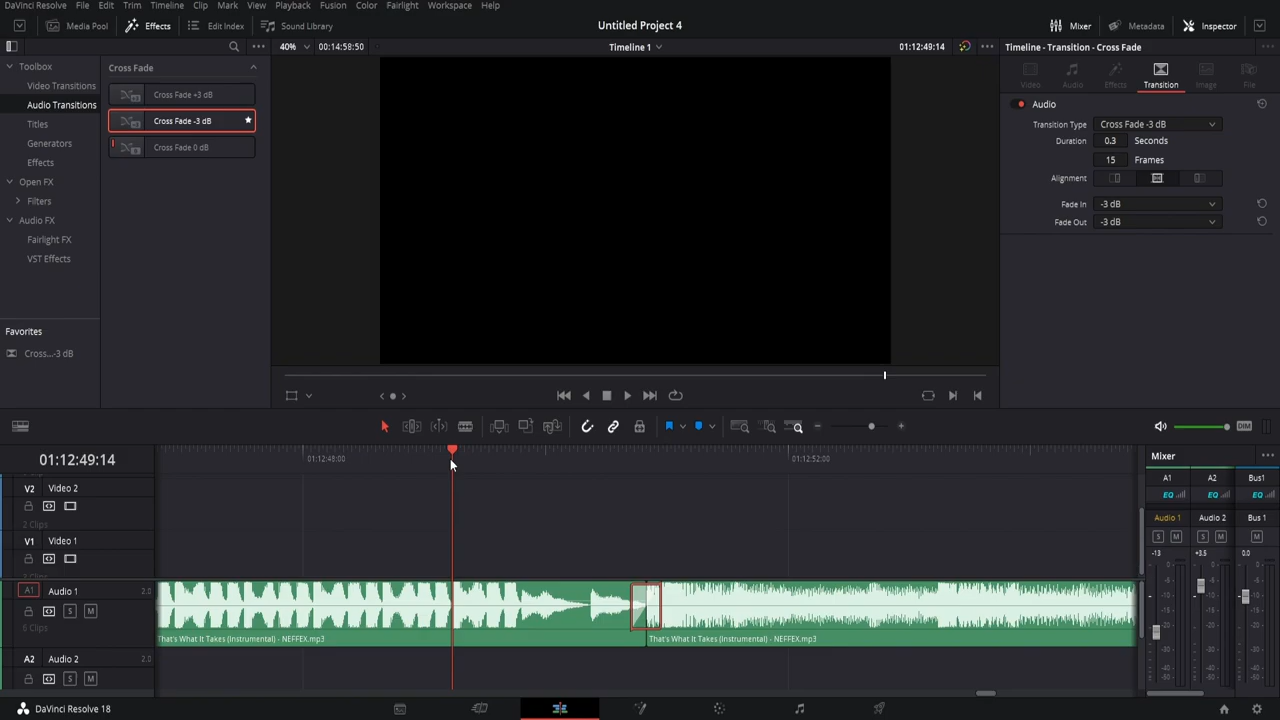 DaVinci Resolve File Edit Trim Timeline Clip Mark View Playback Fusion Color Fairlight Workspace Help
Media Pool Effects Edit Index Sound Library Untitled Project 4 Mixer Metadata Inspector
40% 00:14:58:50 Timeline 1 01:12:49:14 Timeline - Transition - Cross Fade
Toolbox
Video Transitions
Audio Transitions
Titles
Generators
Effects
Open FX
Filters
Audio FX
Fairlight FX
VST Effects
Favorites
Cross...-3 dB
Cross Fade
Cross Fade +3 dB
Cross Fade -3 dB
Cross Fade 0 dB
Video Audio Effects Transition Image File
Audio
Transition Type Cross Fade -3 dB
Duration 0.3 Seconds
15 Frames
Alignment
Fade In -3 dB
Fade Out -3 dB
DIM
01:12:49:14
01:12:48:00 01:12:52:00
V2 Video 2
2 Clips
V1 Video 1
A1 Audio 1 2.0
S M
6 Clips
That's What It Takes (Instrumental) - NEFFEX.mp3 That's What It Takes (Instrumental) - NEFFEX.mp3
A2 Audio 2 2.0
S M
Mixer
A1 A2 Bus1
EQ EQ EQ
Audio 1 Audio 2 Bus 1
S M S M M
-13 +3.5 0.0
DaVinci Resolve 18